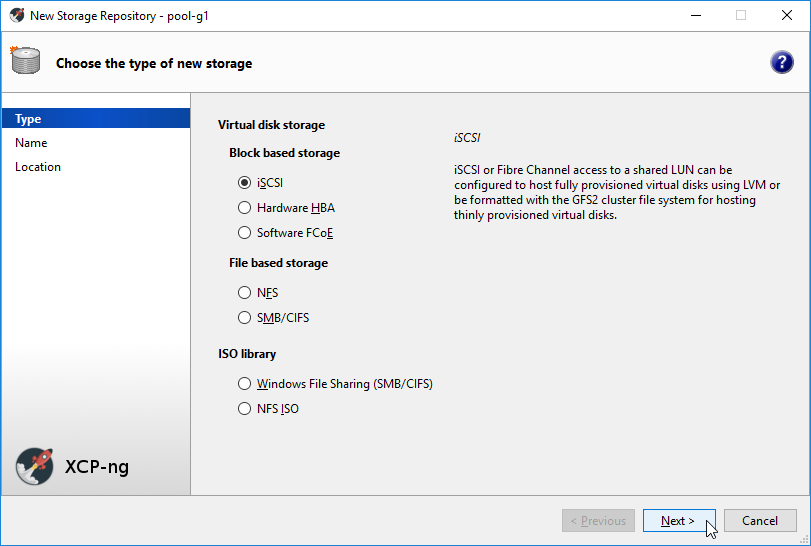 New Storage Repository - pool-g1
Choose the type of new storage
?
Type
Name
Location
Virtual disk storage
Block based storage
iSCSI
Hardware HBA
Software FCoE
File based storage
NFS
SMB/CIFS
ISO library
Windows File Sharing (SMB/CIFS)
NFS ISO
iSCSI
iSCSI or Fibre Channel access to a shared LUN can be
configured to host fully provisioned virtual disks using LVM or
be formatted with the GFS2 cluster file system for hosting
thinly provisioned virtual disks.
XCP-ng
< Previous
Next >
Cancel